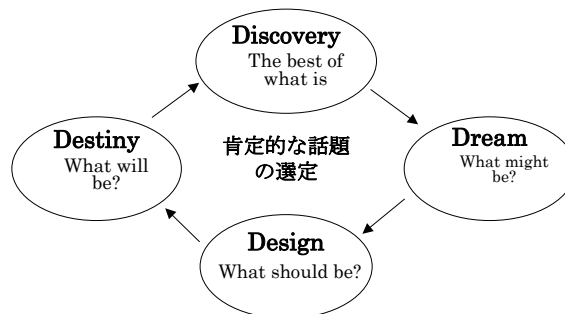 Discovery
The best of
what is
Destiny
What will
be?
肯定的な話題
の選定
Dream
What might
be?
Design
What should be?